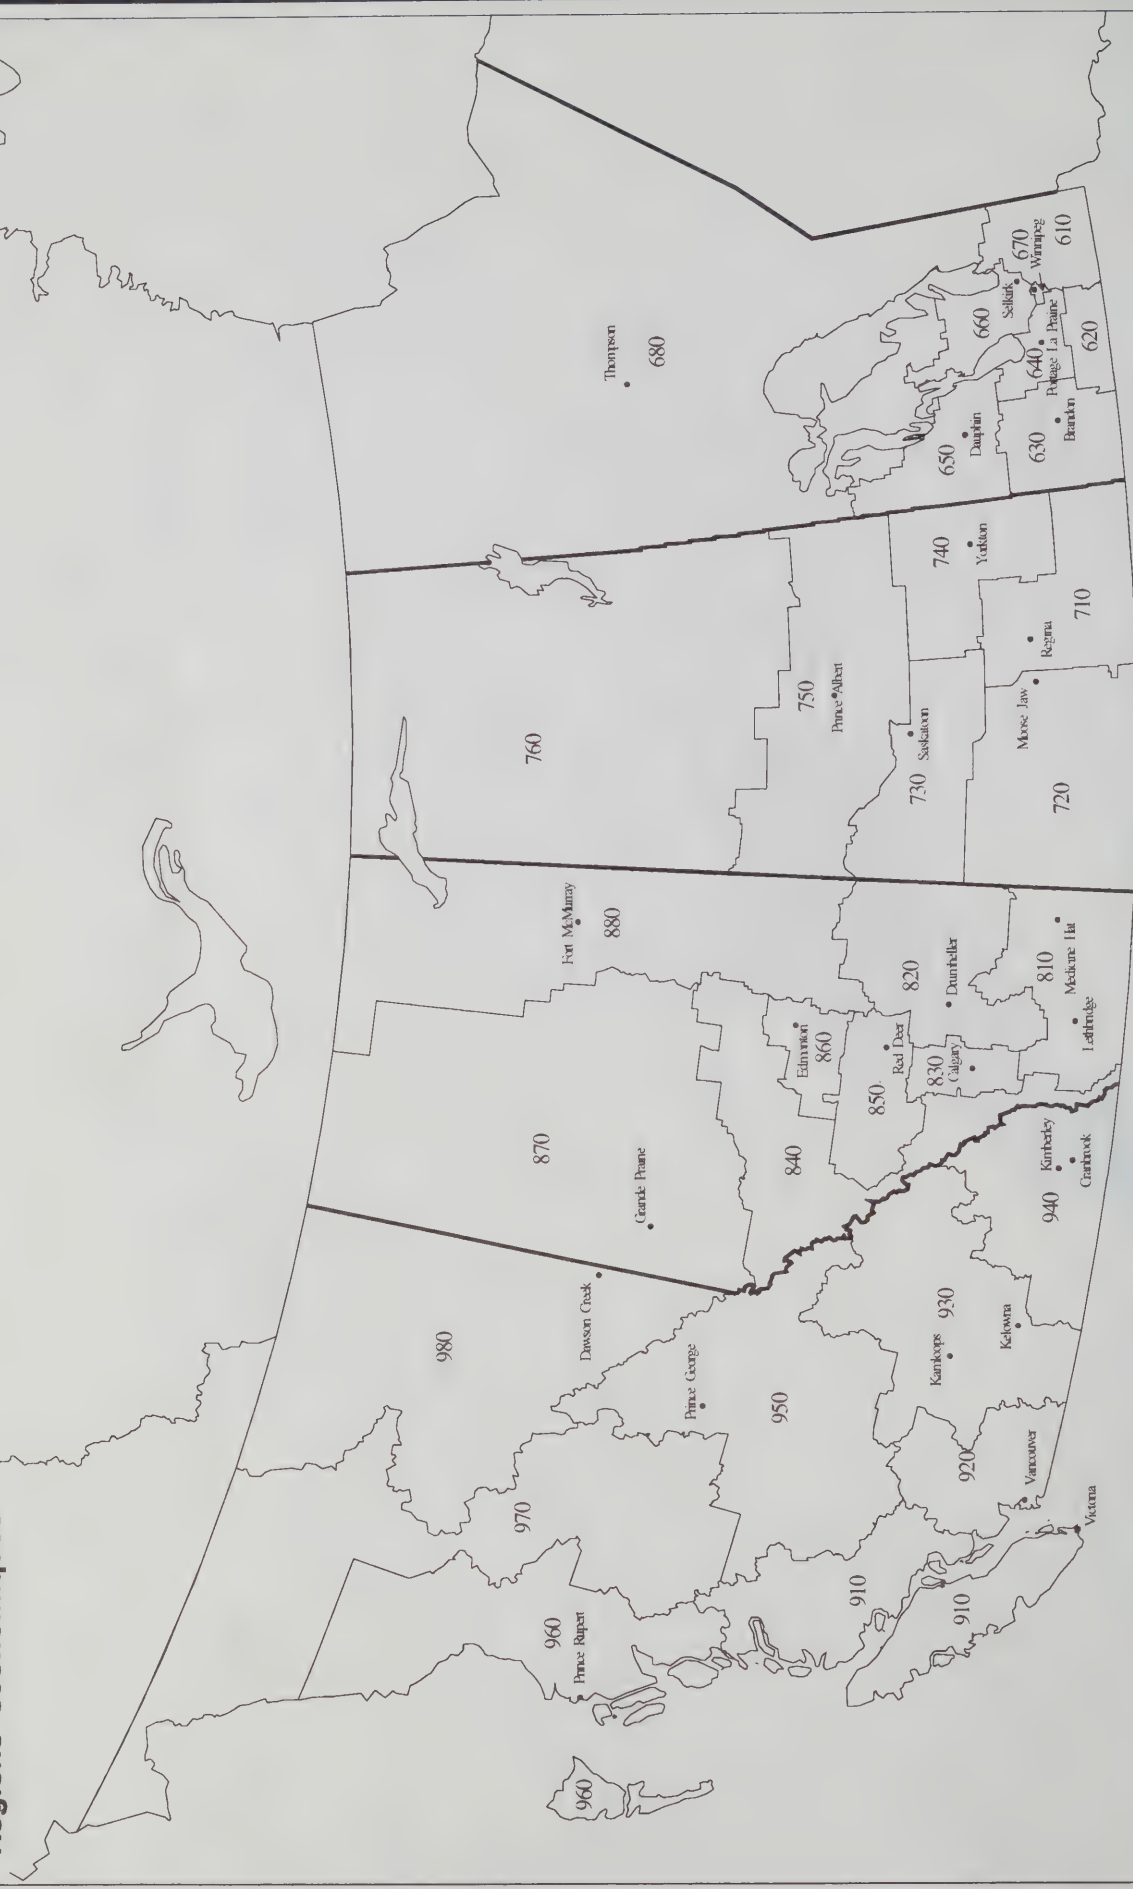 960
960
Prince Rupert
970
980
Dawson Creek
Prince George
950
910
910
920
Vancouver
Victoria
930
Kamloops
Kelowna
940
Kimberley
Cranbrook
870
Grande Prairie
880
Fort McMurray
840
Edmonton
860
850
Red Deer
830
Calgary
820
Drumheller
810
Medicine Hat
Lethbridge
760
750
Prince Albert
730
Saskatoon
740
Yorkton
720
Moose Jaw
Regina
710
Thompson
680
650
Dauphin
660
Selkirk
670
Winnipeg
640
Portage La Prairie
630
Brandon
620
610